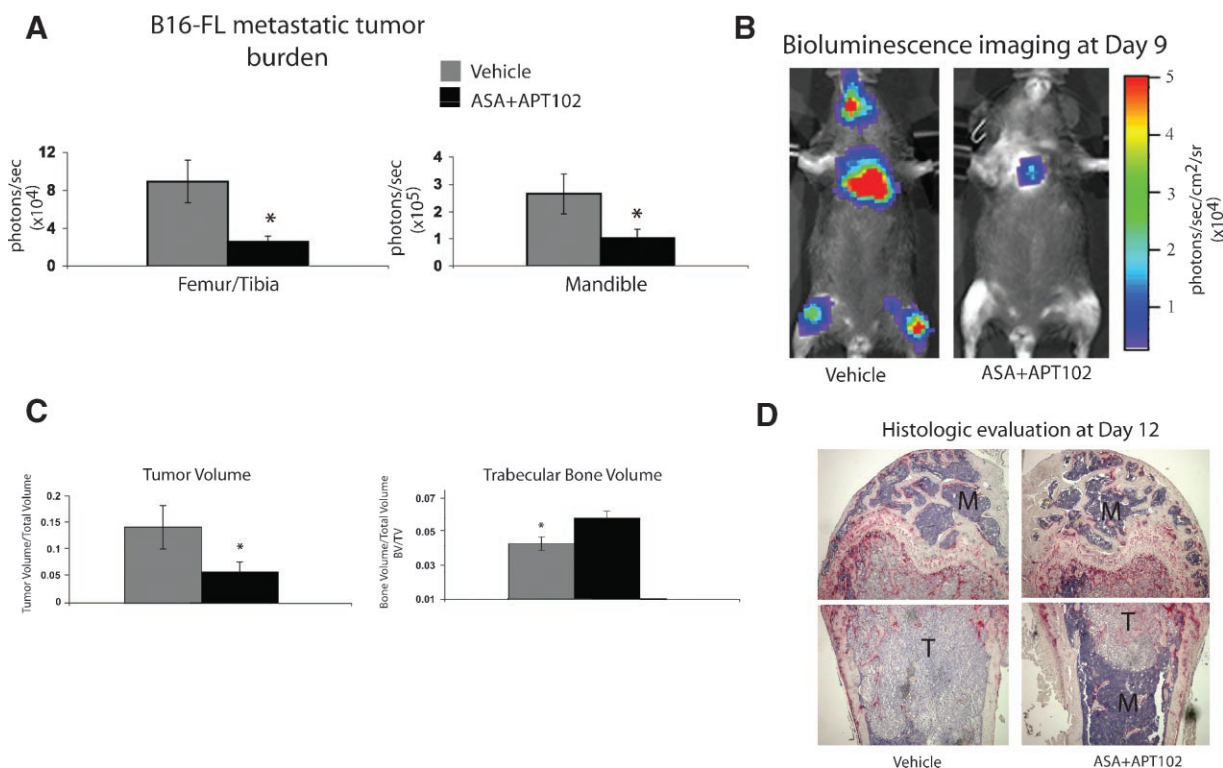 A
B16-FL metastatic tumor
burden
Vehicle
ASA+APT102
photons/sec
(x10⁴)
12
8
4
0
*
Femur/Tibia
photons/sec
(x10⁵)
4
3
2
1
0
*
Mandible
B
Bioluminescence imaging at Day 9
Vehicle
ASA+APT102
5
4
3
2
1
photons/sec/cm2/sr
(x10⁴)
C
Tumor Volume
Tumor Volume/Total Volume
0.2
0.15
0.1
0.05
0
*
Trabecular Bone Volume
Bone Volume/Total Volume
BV/TV
0.07
0.05
0.03
0.01
*
D
Histologic evaluation at Day 12
M
M
T
T
M
Vehicle
ASA+APT102